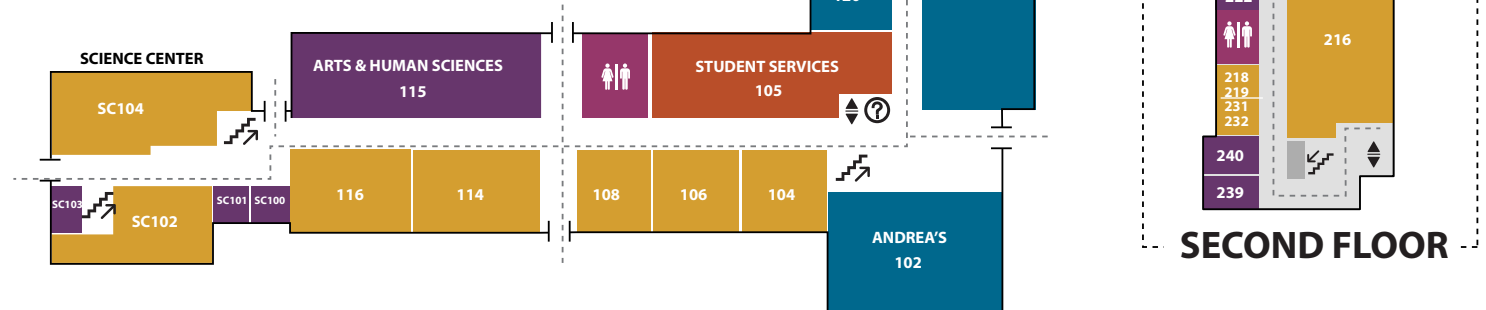 SCIENCE CENTER
SC104
ARTS & HUMAN SCIENCES
115
STUDENT SERVICES
105
?
SC103
SC102
SC101
SC100
116
114
108
106
104
ANDREA'S
102
216
218
219
231
232
240
239
SECOND FLOOR